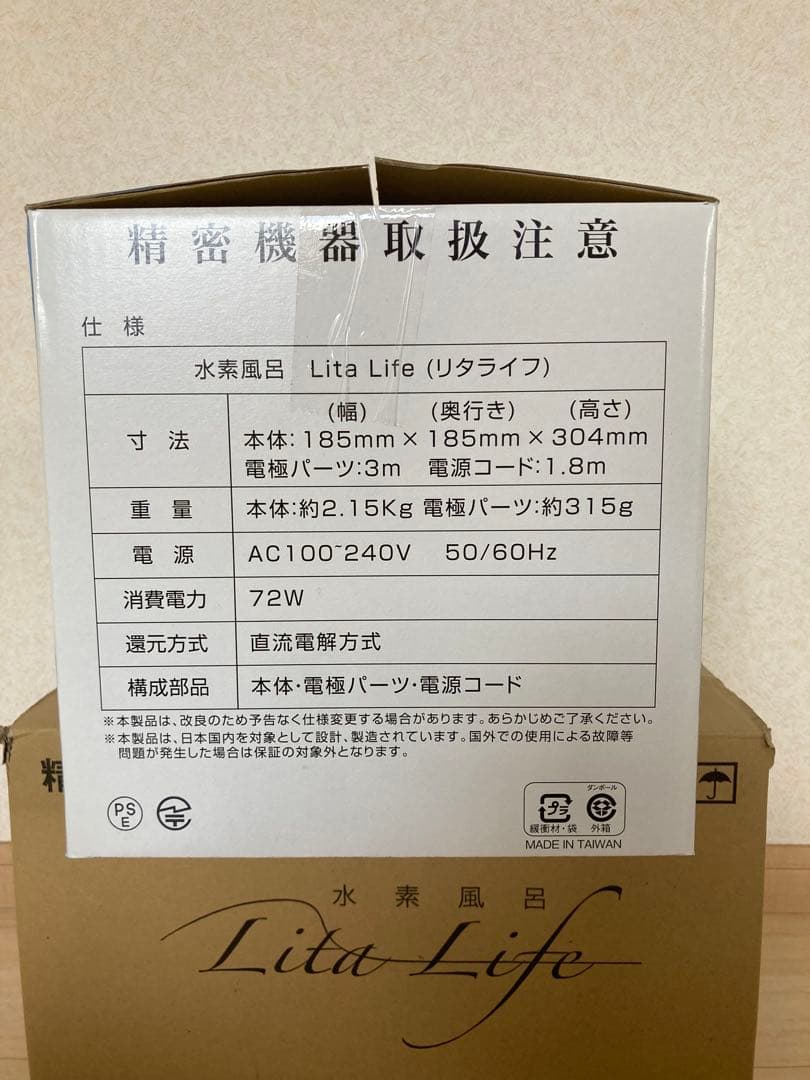 精密機器取扱注意
仕様
水素風呂 Lita Life (リタライフ)
寸法
(幅) (奥行き) (高さ)
本体:185mm×185mm×304mm
電極パーツ:3m 電源コード:1.8m
重量
本体:約2.15Kg 電極パーツ:約315g
電源
AC100~240V 50/60Hz
消費電力
72W
還元方式
直流電解方式
構成部品
本体・電極パーツ・電源コード
※本製品は、改良のため予告なく仕様変更する場合があります。あらかじめご了承ください。
※本製品は、日本国内を対象として設計、製造されています。国外での使用による故障等
問題が発生した場合は保証の対象外となります。
PS
E
プラ
緩衝材・袋
ダンボール
外箱
MADE IN TAIWAN
精
水素風呂
Lita Life